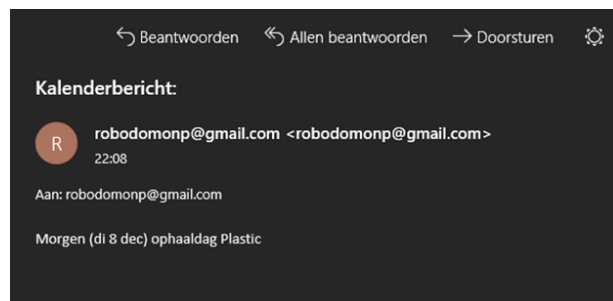 Beantwoorden Allen beantwoorden Doorsturen
Kalenderbericht:
R
robodomonp@gmail.com <robodomonp@gmail.com>
22:08
Aan: robodomonp@gmail.com
Morgen (di 8 dec) ophaaldag Plastic